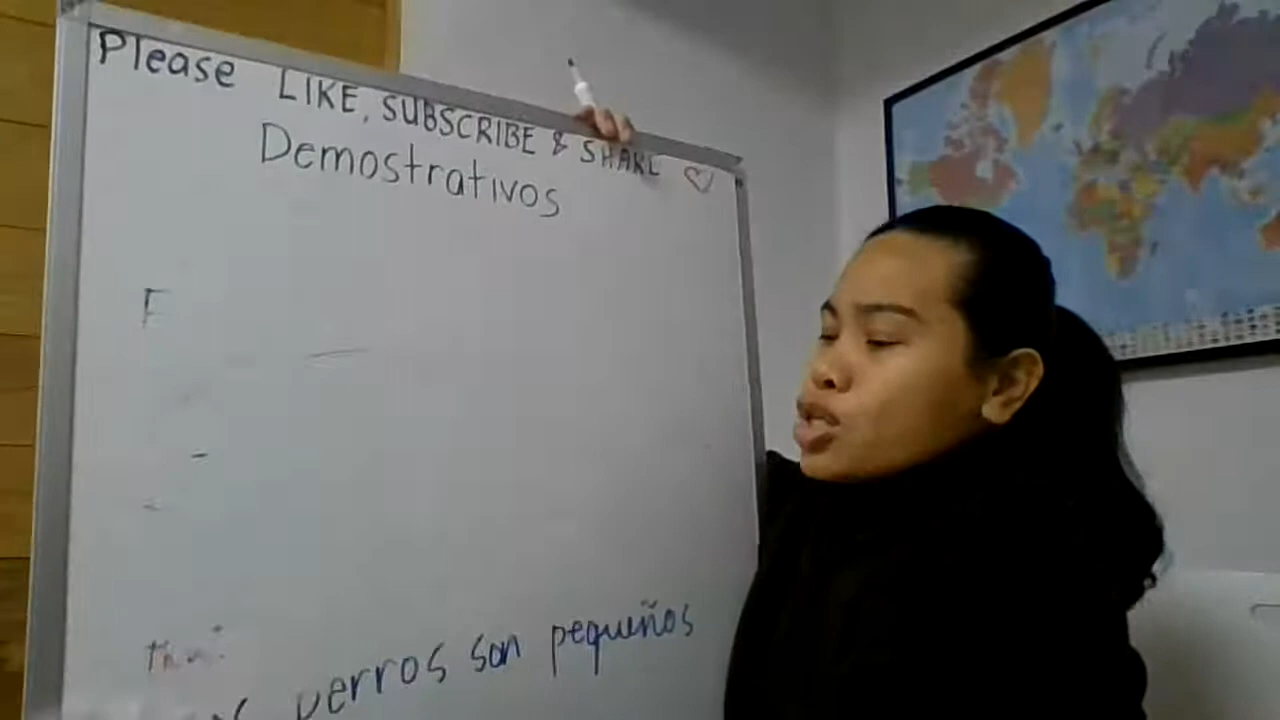 Please LIKE, SUBSCRIBE & SHARE ♡
Demostrativos
perros son pequeños